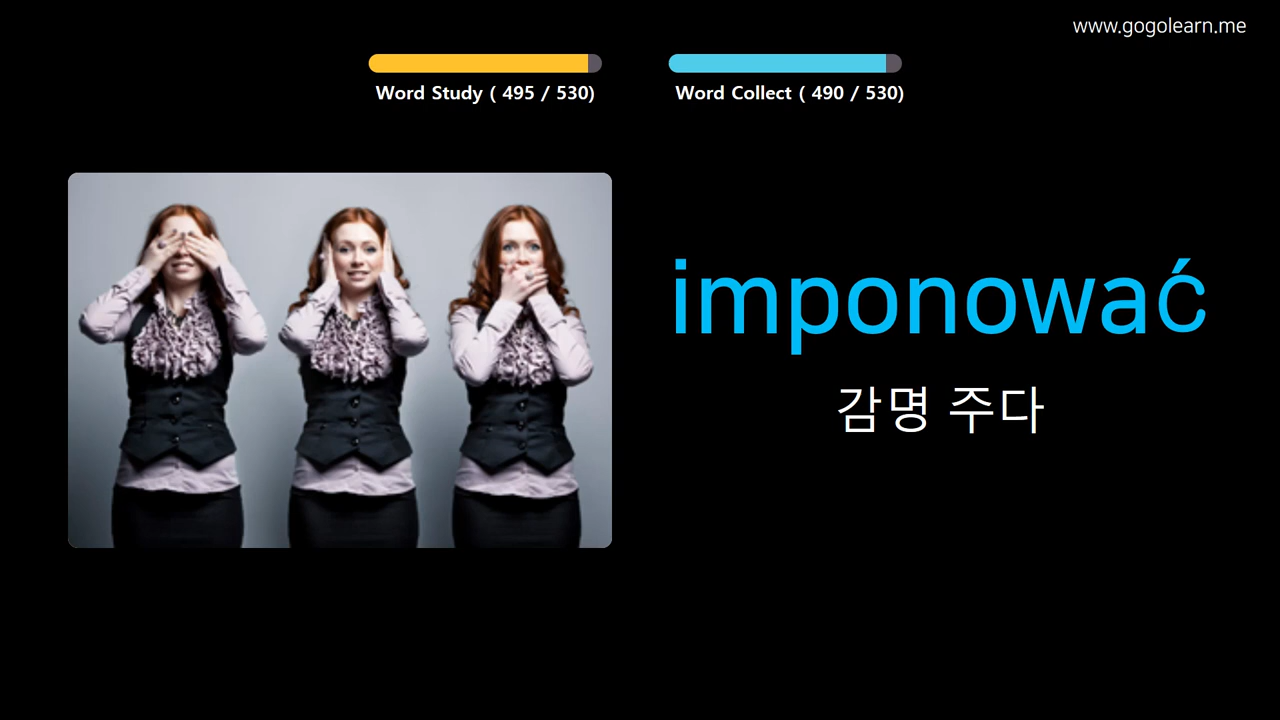 www.gogolearn.me
Word Study ( 495 / 530)
Word Collect ( 490 / 530)
imponować
감명 주다